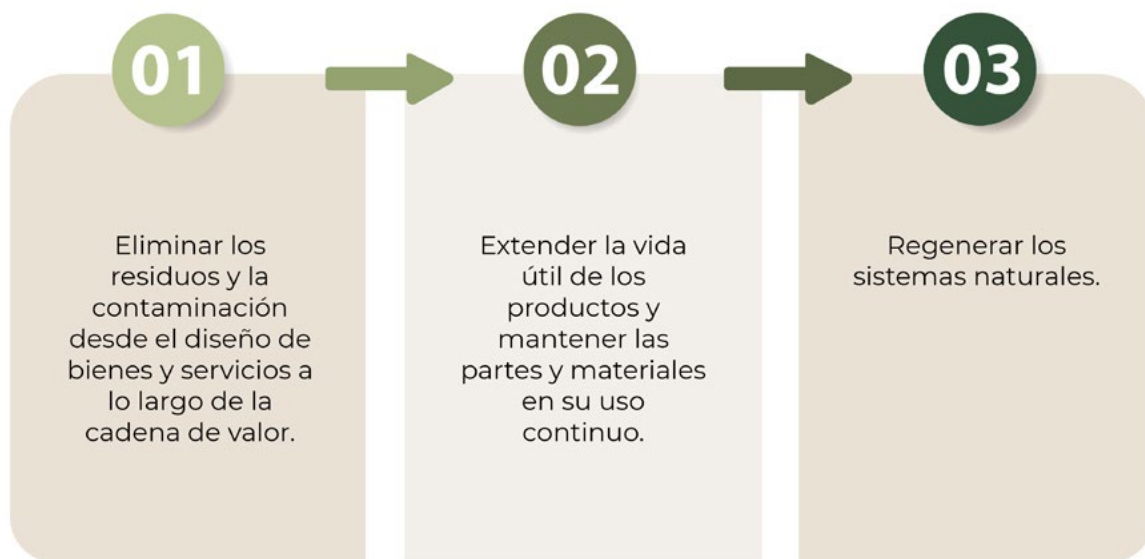 01
Eliminar los
residuos y la
contaminación
desde el diseño de
bienes y servicios a
lo largo de la
cadena de valor.
02
Extender la vida
útil de los
productos y
mantener las
partes y materiales
en su uso
continuo.
03
Regenerar los
sistemas naturales.